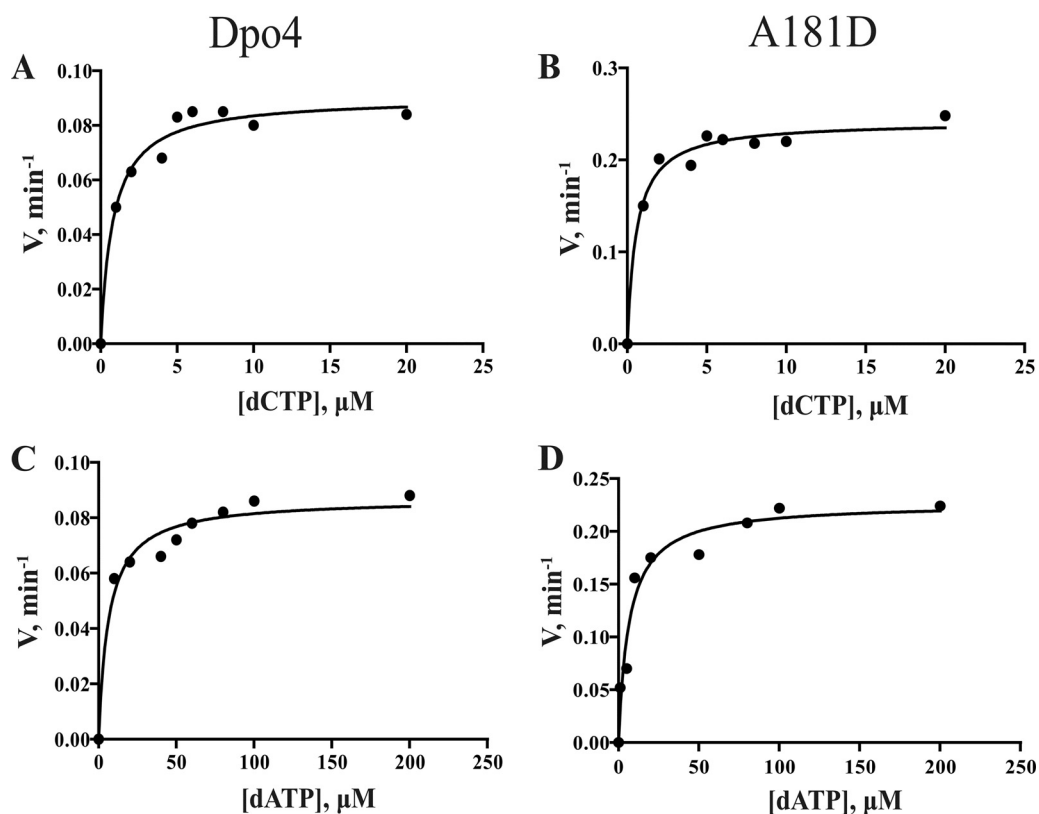 Dpo4
A181D
A
B
0.10
0.08
0.06
0.04
0.02
0.00
V, min-1
0 5 10 15 20 25
[dCTP], µM
0.3
0.2
0.1
0.0
V, min-1
0 5 10 15 20 25
[dCTP], µM
C
D
0.10
0.08
0.06
0.04
0.02
0.00
V, min-1
0 50 100 150 200 250
[dATP], µM
0.25
0.20
0.15
0.10
0.05
0.00
V, min-1
0 50 100 150 200 250
[dATP], µM